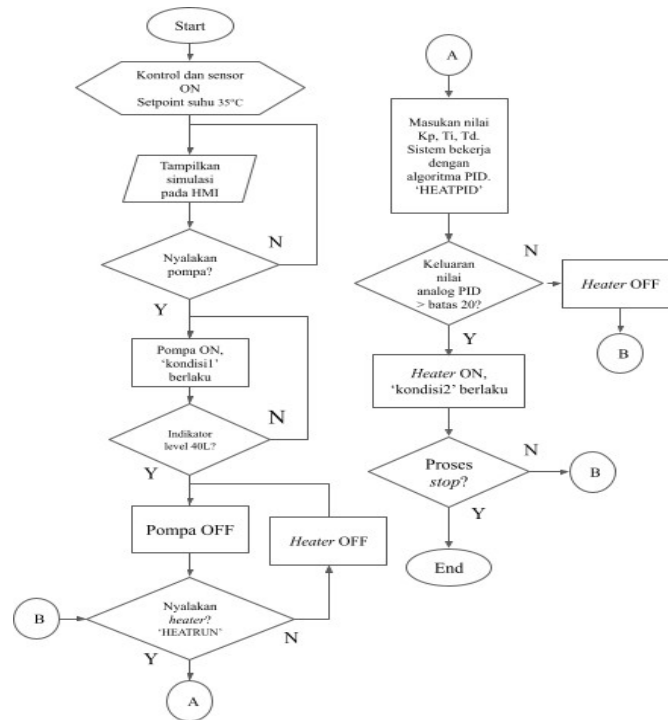 Start
Kontrol dan sensor
ON
Setpoint suhu 35°C
Tampilkan
simulasi
pada HMI
Nyalakan
pompa?
N
Y
Pompa ON,
'kondisi1'
berlaku
Indikator
level 40L?
N
Y
Pompa OFF
Heater OFF
B
Nyalakan
heater?
'HEATRUN'
N
Y
A
A
Masukan nilai
Kp, Ti, Td.
Sistem bekerja
dengan
algoritma PID.
'HEATPID'
Keluaran
nilai
analog PID
> batas 20?
N
Heater OFF
B
Y
Heater ON,
'kondisi2' berlaku
Proses
stop?
N
B
Y
End